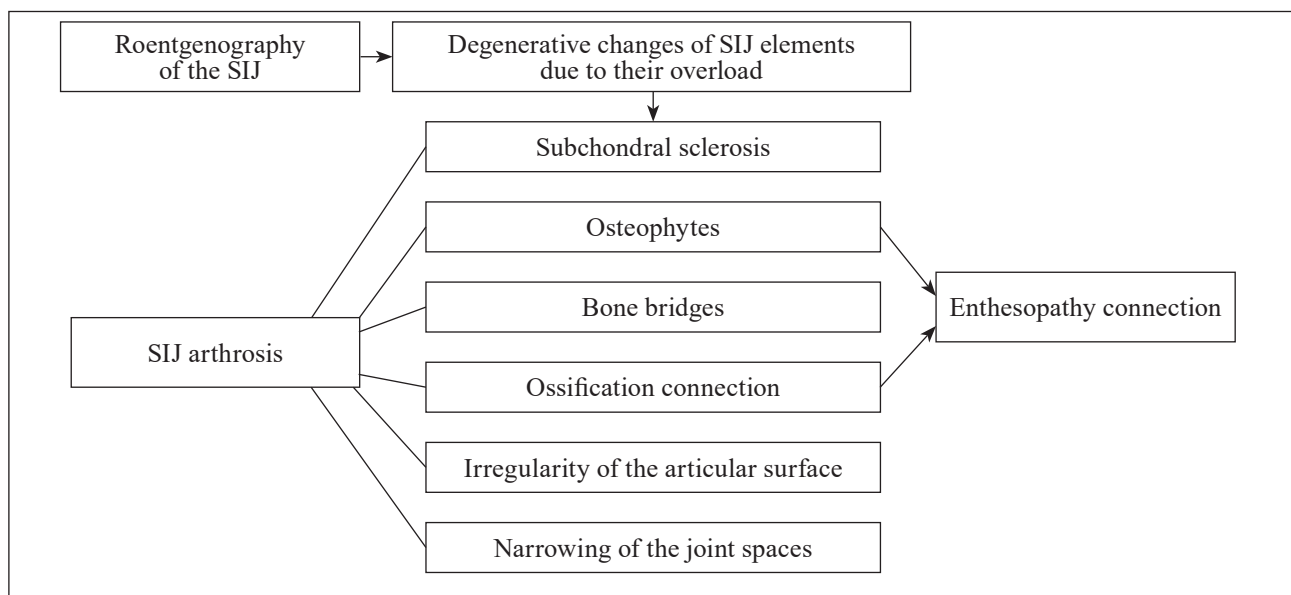 Roentgenography
of the SIJ
Degenerative changes of SIJ elements
due to their overload
Subchondral sclerosis
Osteophytes
Bone bridges
Enthesopathy connection
SIJ arthrosis
Ossification connection
Irregularity of the articular surface
Narrowing of the joint spaces